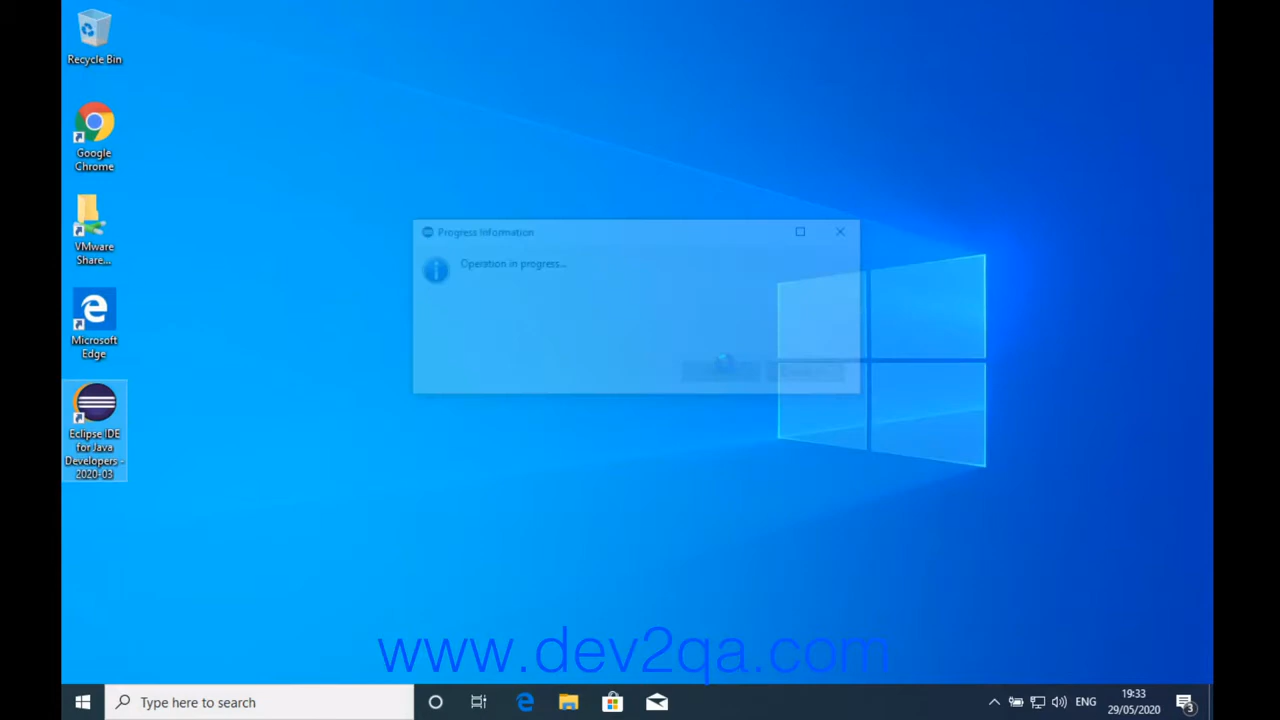 Recycle Bin
Google
Chrome
VMware
Share...
Microsoft
Edge
Eclipse IDE
for Java
Developers -
2020-03
Progress Information
Operation in progress...
www.dev2qa.com
Type here to search
ENG
19:33
29/05/2020
3